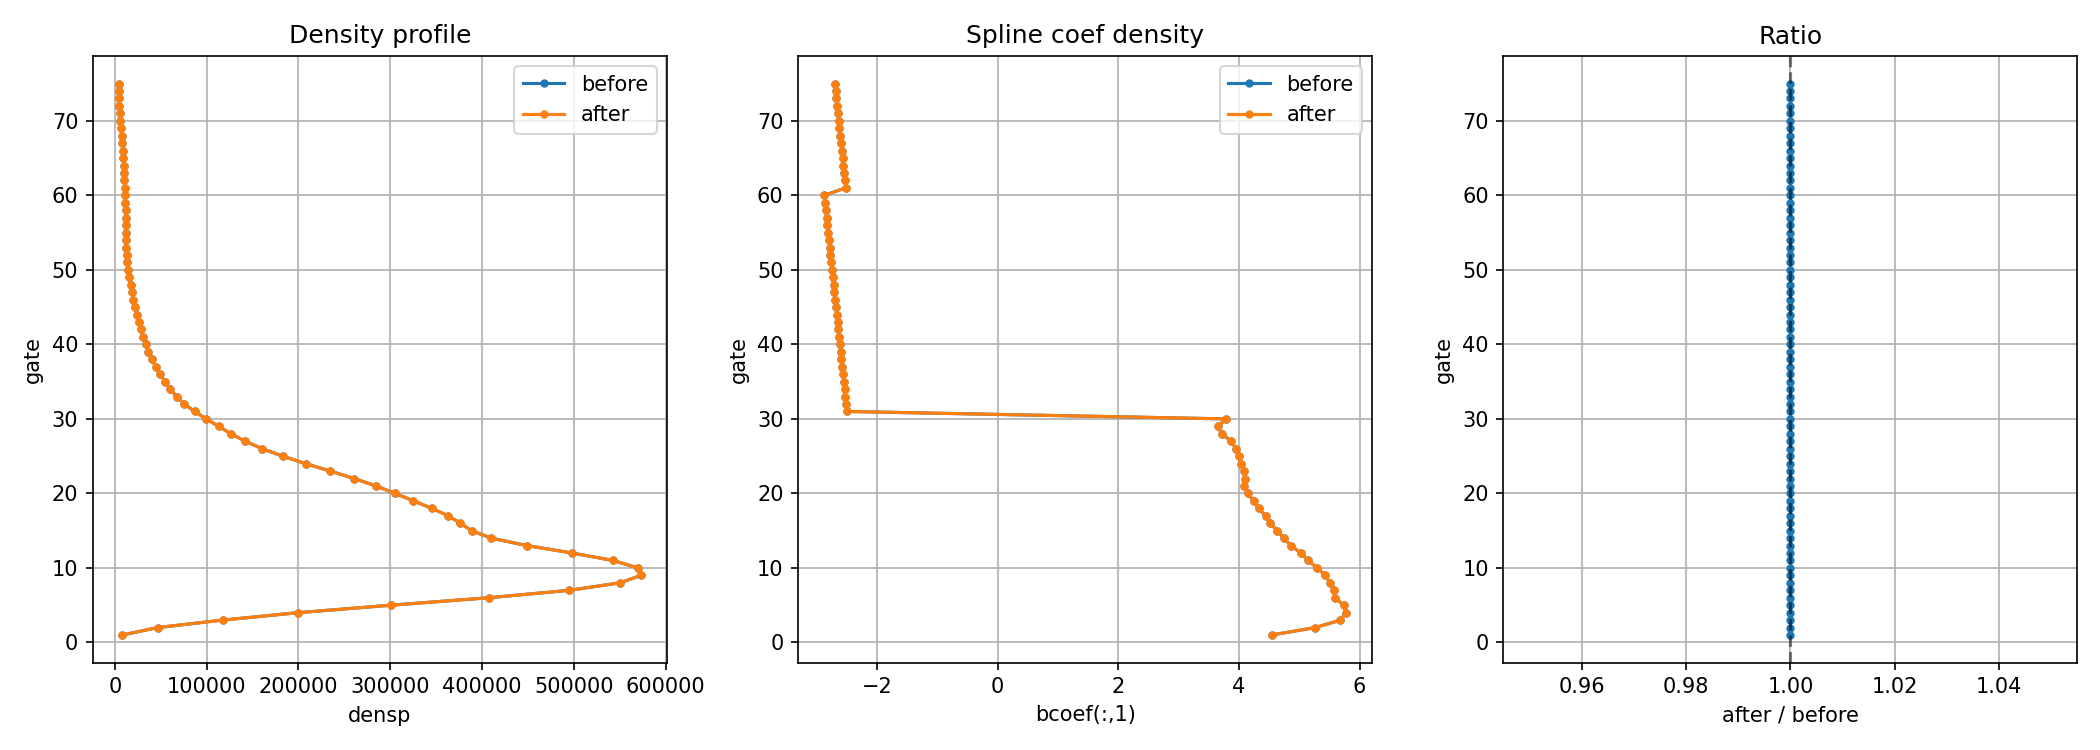 Density profile
before
after
70
60
50
40
30
20
10
0
gate
0 100000 200000 300000 400000 500000 600000
densp
Spline coef density
before
after
70
60
50
40
30
20
10
0
gate
−2 0 2 4 6
bcoef(:,1)
Ratio
70
60
50
40
30
20
10
0
gate
0.96 0.98 1.00 1.02 1.04
after / before